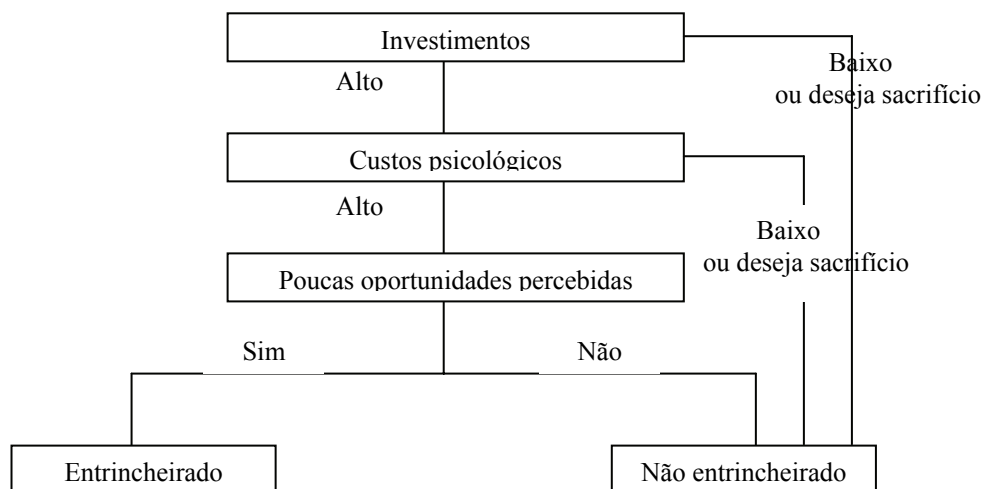 Investimentos
Alto
Baixo
ou deseja sacrifício
Custos psicológicos
Alto
Baixo
ou deseja sacrifício
Poucas oportunidades percebidas
Sim
Não
Entrincheirado
Não entrincheirado